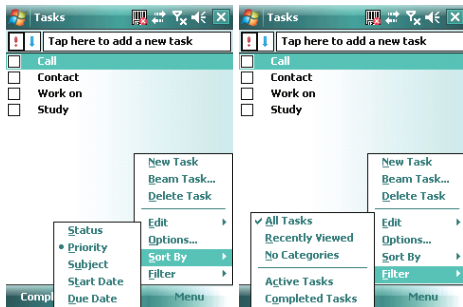 Tasks
! Tap here to add a new task
Call
Contact
Work on
Study
New Task
Beam Task...
Delete Task
Edit
Options...
Sort By
Filter
Status
Priority
Subject
Start Date
Due Date
Compl
Menu
Tasks
! Tap here to add a new task
Call
Contact
Work on
Study
New Task
Beam Task...
Delete Task
Edit
Options...
Sort By
Filter
All Tasks
Recently Viewed
No Categories
Active Tasks
Completed Tasks
Menu